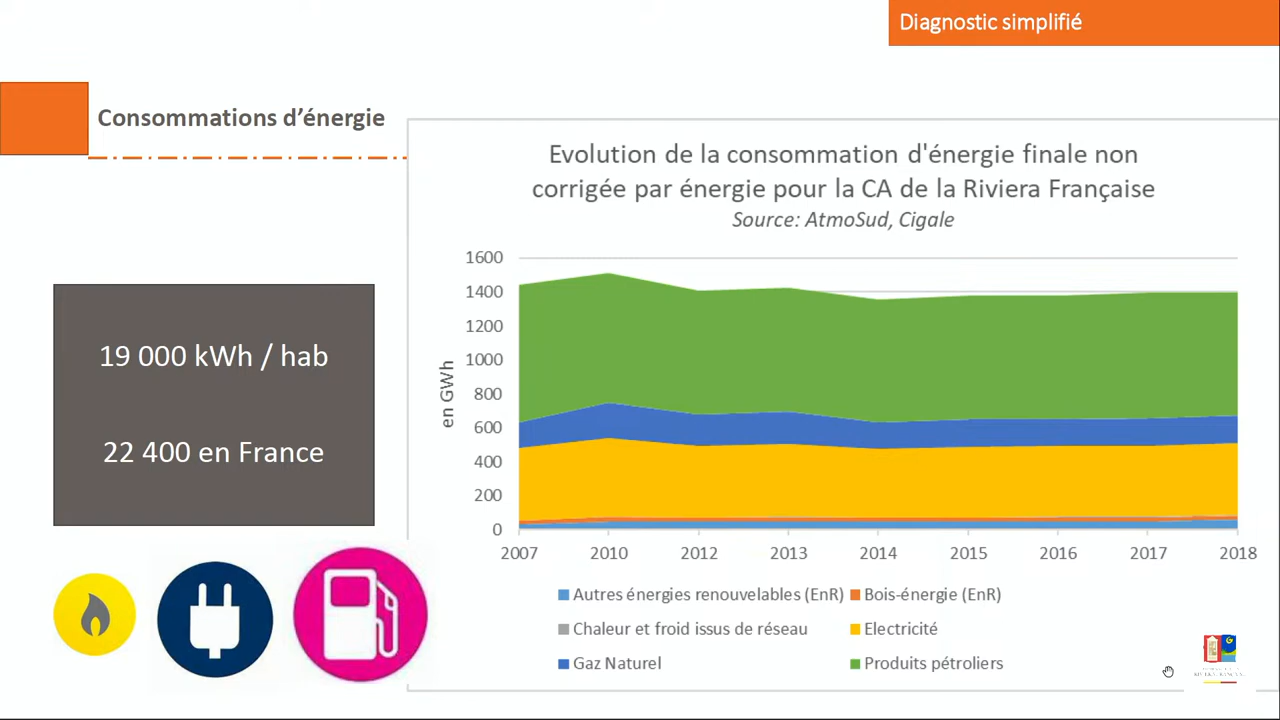 Diagnostic simplifié
Consommations d’énergie
Evolution de la consommation d'énergie finale non
corrigée par énergie pour la CA de la Riviera Française
Source: AtmoSud, Cigale
19 000 kWh / hab
22 400 en France
en GWh
1600
1400
1200
1000
800
600
400
200
0
2007 2010 2012 2013 2014 2015 2016 2017 2018
Autres énergies renouvelables (EnR) Bois-énergie (EnR)
Chaleur et froid issus de réseau Electricité
Gaz Naturel Produits pétroliers